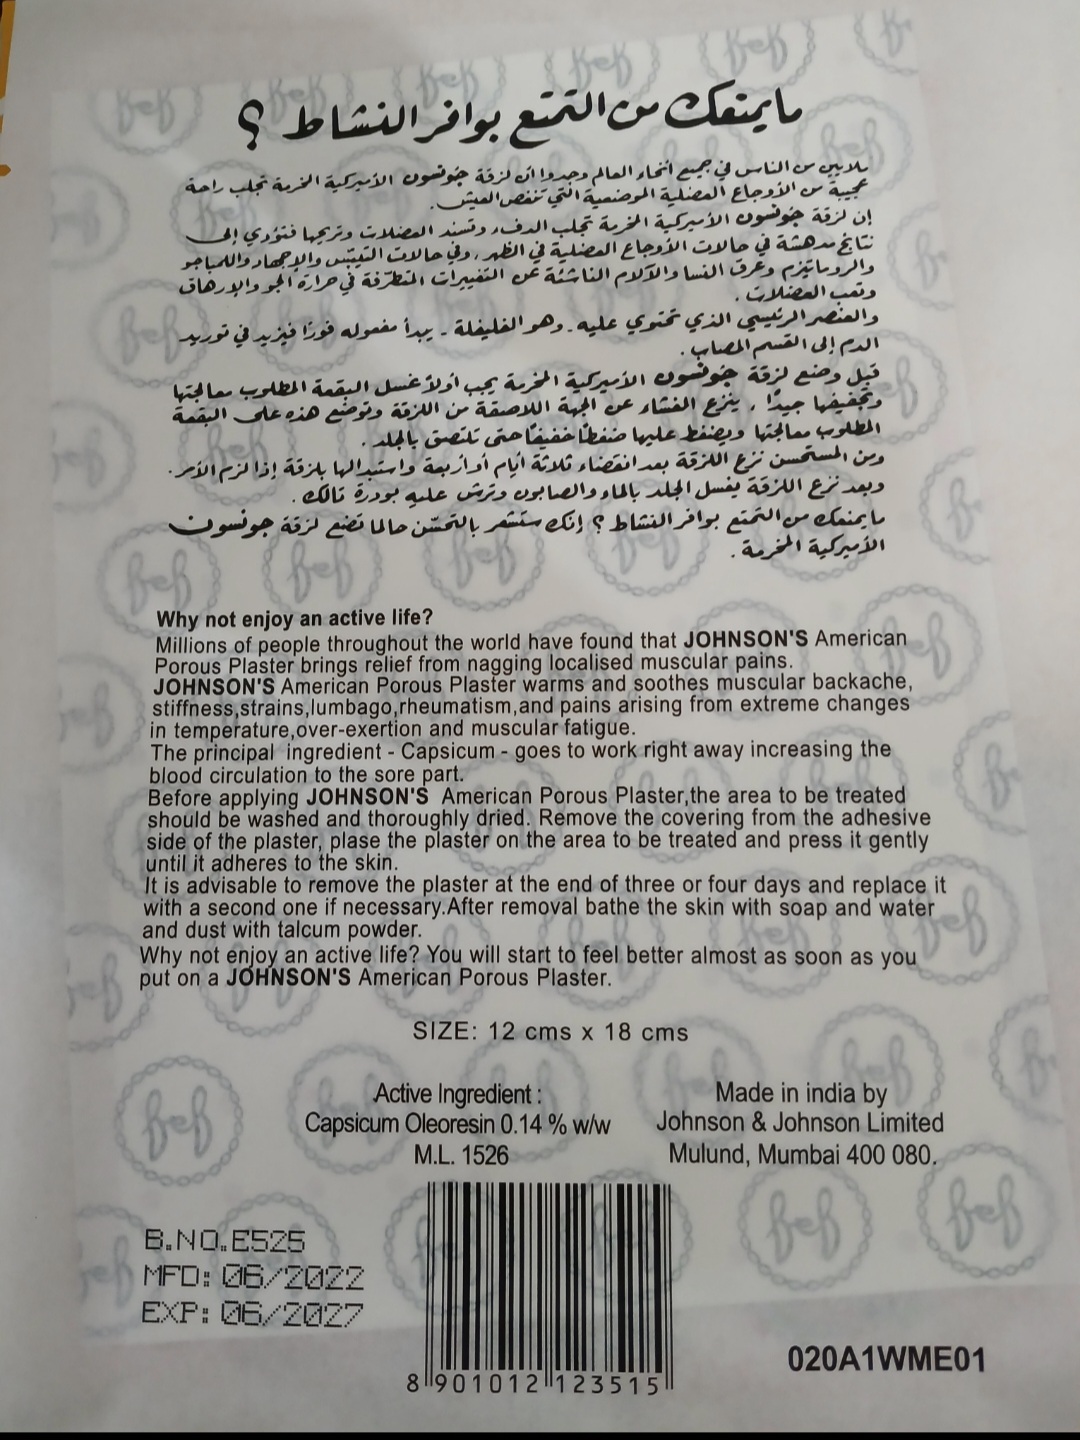 مايمنعك من التمتع بوافر النشاط ؟
ملايين من الناس في جميع أنحاء العالم وجدوا أن لزقة جونسون الأميركية المخرمة تجلب راحة
عجيبة من الأوجاع العضلية الموضعية التي تنغص العيش.
إن لزقة جونسون الأميركية المخرمة تجلب الدفء وتسند العضلات وتريحها فتؤدي إلى
نتائج مدهشة في حالات الأوجاع العضلية في الظهر، وفي حالات التيبّس والإجهاد واللمباجو
والروماتيزم وعرق النسا والآلام الناشئة عن التغييرات المتطرّفة في حرارة الجو والإرهاق
وتعب العضلات.
والعنصر الرئيسي الذي تحتوي عليه - وهو الفليفلة - يبدأ مفعوله فورًا فيزيد في توريد
الدم إلى القسم المصاب.
قبل وضع لزقة جونسون الأميركية المخرمة يجب أولاً غسل البقعة المطلوب معالجتها
وتجفيفها جيدًا. ينزع الغشاء عن الجهة اللاصقة من اللزقة وتوضع هذه على البقعة
المطلوب معالجتها ويضغط عليها ضغطًا خفيفًا حتى تلتصق بالجلد.
ومن المستحسن نزع اللزقة بعد انقضاء ثلاثة أيام أو أربعة واستبدالها بلزقة إذا لزم الأمر.
وبعد نزع اللزقة يغسل الجلد بالماء والصابون وترش عليه بودرة تالك.
مايمنعك من التمتع بوافر النشاط ؟ إنك ستشعر بالتحسّن حالما تضع لزقة جونسون
الأميركية المخرمة.
Why not enjoy an active life?
Millions of people throughout the world have found that JOHNSON'S American
Porous Plaster brings relief from nagging localised muscular pains.
JOHNSON'S American Porous Plaster warms and soothes muscular backache,
stiffness,strains,lumbago,rheumatism,and pains arising from extreme changes
in temperature,over-exertion and muscular fatigue.
The principal ingredient - Capsicum - goes to work right away increasing the
blood circulation to the sore part.
Before applying JOHNSON'S American Porous Plaster,the area to be treated
should be washed and thoroughly dried. Remove the covering from the adhesive
side of the plaster, plase the plaster on the area to be treated and press it gently
until it adheres to the skin.
It is advisable to remove the plaster at the end of three or four days and replace it
with a second one if necessary.After removal bathe the skin with soap and water
and dust with talcum powder.
Why not enjoy an active life? You will start to feel better almost as soon as you
put on a JOHNSON'S American Porous Plaster.
SIZE: 12 cms x 18 cms
Active Ingredient :
Capsicum Oleoresin 0.14 % w/w
M.L. 1526
Made in india by
Johnson & Johnson Limited
Mulund, Mumbai 400 080.
B.NO.E525
MFD: 06/2022
EXP: 06/2027
8 901012 123515
020A1WME01